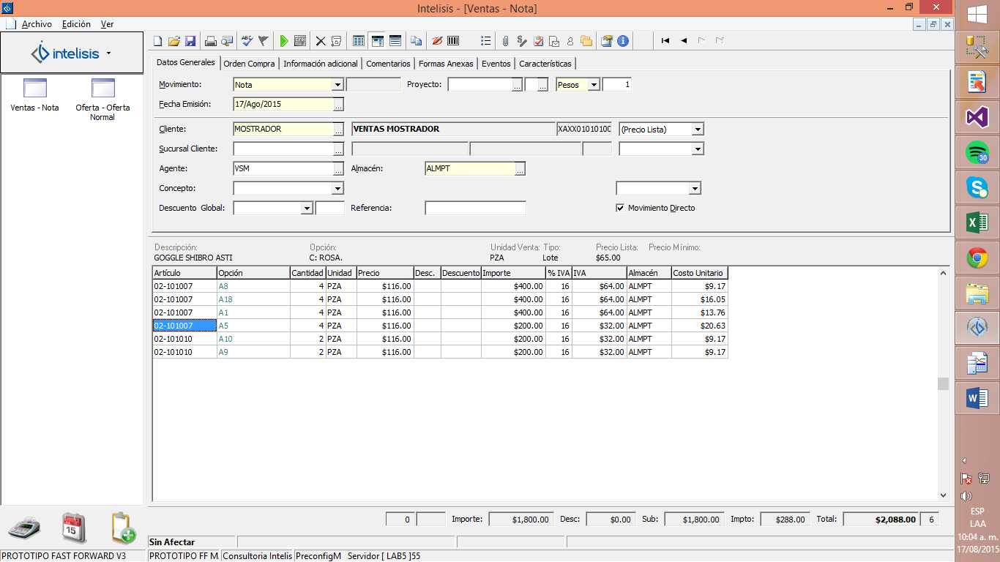 Intelisis - [Ventas - Nota]
Archivo Edición Ver
intelisis
Ventas - Nota
Oferta - Oferta Normal
Datos Generales Orden Compra Información adicional Comentarios Formas Anexas Eventos Características
Movimiento: Nota Proyecto: Pesos 1
Fecha Emisión: 17/Ago/2015
Cliente: MOSTRADOR VENTAS MOSTRADOR XAXX01010100 (Precio Lista)
Sucursal Cliente:
Agente: VSM Almacén: ALMPT
Concepto:
Descuento Global: Referencia: Movimiento Directo
Descripción: Opción: Unidad Venta: Tipo: Precio Lista: Precio Mínimo:
GOGGLE SHIBRO ASTI C: ROSA. PZA Lote $65.00
Artículo Opción Cantidad Unidad Precio Desc. Descuento Importe % IVA IVA Almacén Costo Unitario
02-101007 A8 4 PZA $116.00 $400.00 16 $64.00 ALMPT $9.17
02-101007 A18 4 PZA $116.00 $400.00 16 $64.00 ALMPT $16.05
02-101007 A1 4 PZA $116.00 $400.00 16 $64.00 ALMPT $13.76
02-101007 A5 4 PZA $116.00 $200.00 16 $32.00 ALMPT $20.63
02-101010 A10 2 PZA $116.00 $200.00 16 $32.00 ALMPT $9.17
02-101010 A9 2 PZA $116.00 $200.00 16 $32.00 ALMPT $9.17
0 Importe: $1,800.00 Desc: $0.00 Sub: $1,800.00 Impto: $288.00 Total: $2,088.00 6
Sin Afectar
PROTOTIPO FAST FORWARD V3 PROTOTIPO FF M Consultoria Intelis PreconfigM Servidor [ LAB5 ]55
30
15
ESP
LAA
10:04 a. m.
17/08/2015